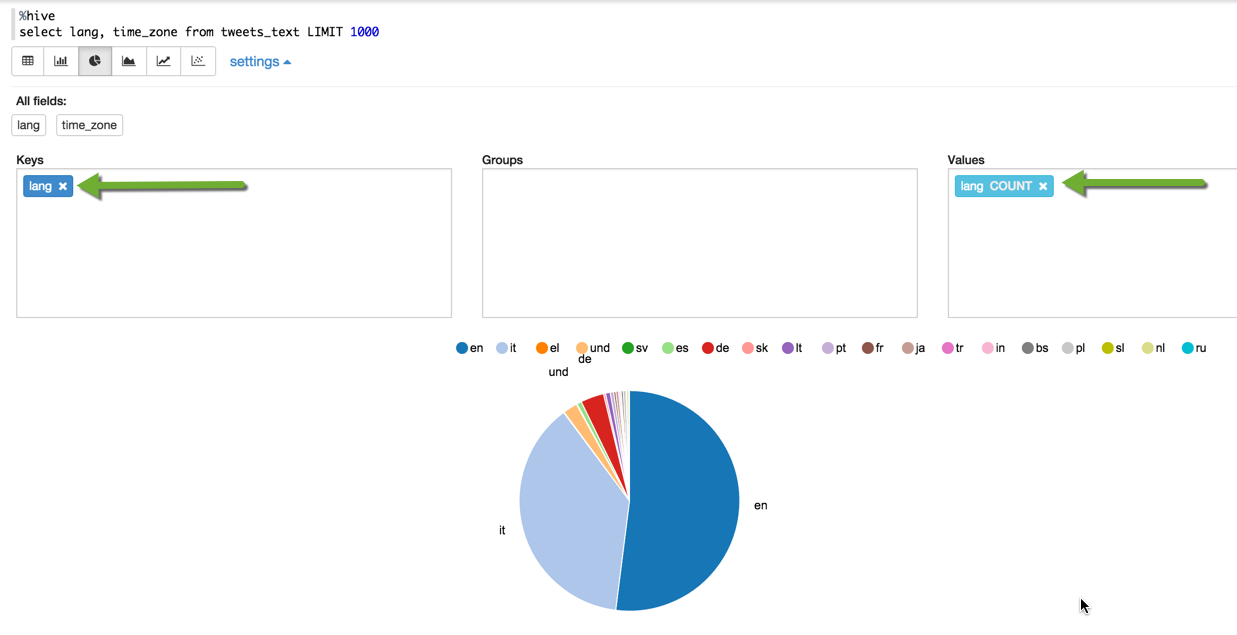 %hive
select lang, time_zone from tweets_text LIMIT 1000
settings
All fields:
lang time_zone
Keys Groups Values
lang × lang COUNT ×
en it el und sv es de sk lt pt fr ja tr in bs pl sl nl ru
de
und
en
it